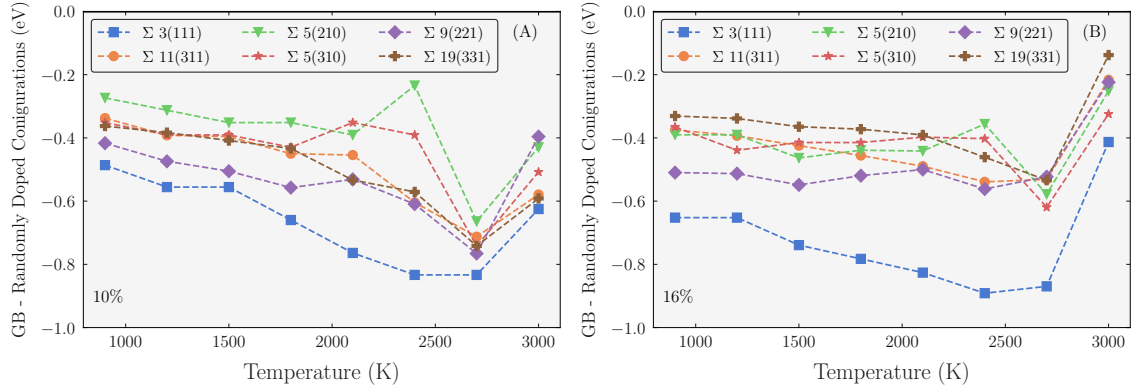 GB - Randomly Doped Conigurations (eV)
0.0
−0.2
−0.4
−0.6
−0.8
−1.0
Σ 3(111)
Σ 11(311)
Σ 5(210)
Σ 5(310)
Σ 9(221)
Σ 19(331)
(A)
10%
1000 1500 2000 2500 3000
Temperature (K)
GB - Randomly Doped Conigurations (eV)
0.0
−0.2
−0.4
−0.6
−0.8
−1.0
Σ 3(111)
Σ 11(311)
Σ 5(210)
Σ 5(310)
Σ 9(221)
Σ 19(331)
(B)
16%
1000 1500 2000 2500 3000
Temperature (K)